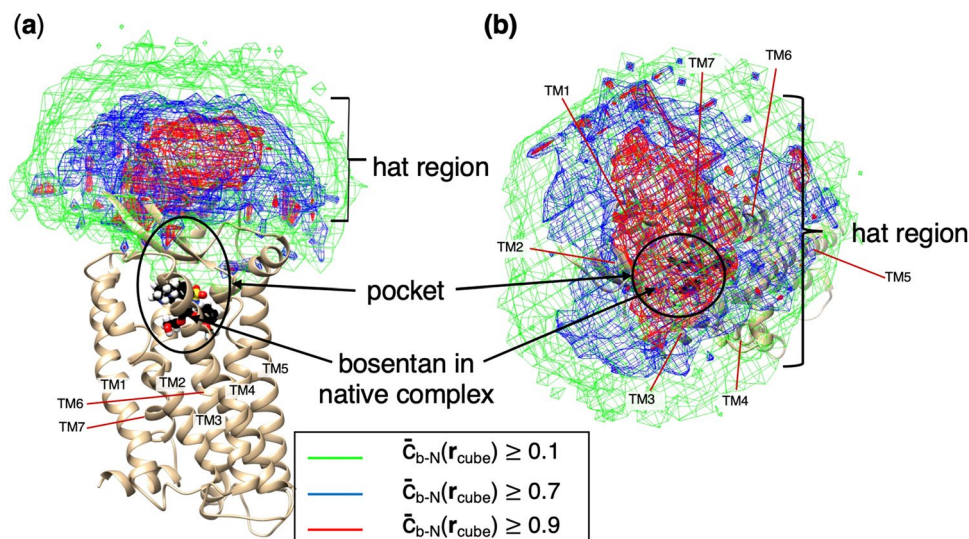 (a)
hat region
pocket
bosentan in
native complex
TM1
TM2
TM5
TM6
TM4
TM7
TM3
(b)
TM6
TM7
TM1
hat region
TM2
TM5
TM3
TM4
c̄b-N(rcube) ≥ 0.1
c̄b-N(rcube) ≥ 0.7
c̄b-N(rcube) ≥ 0.9